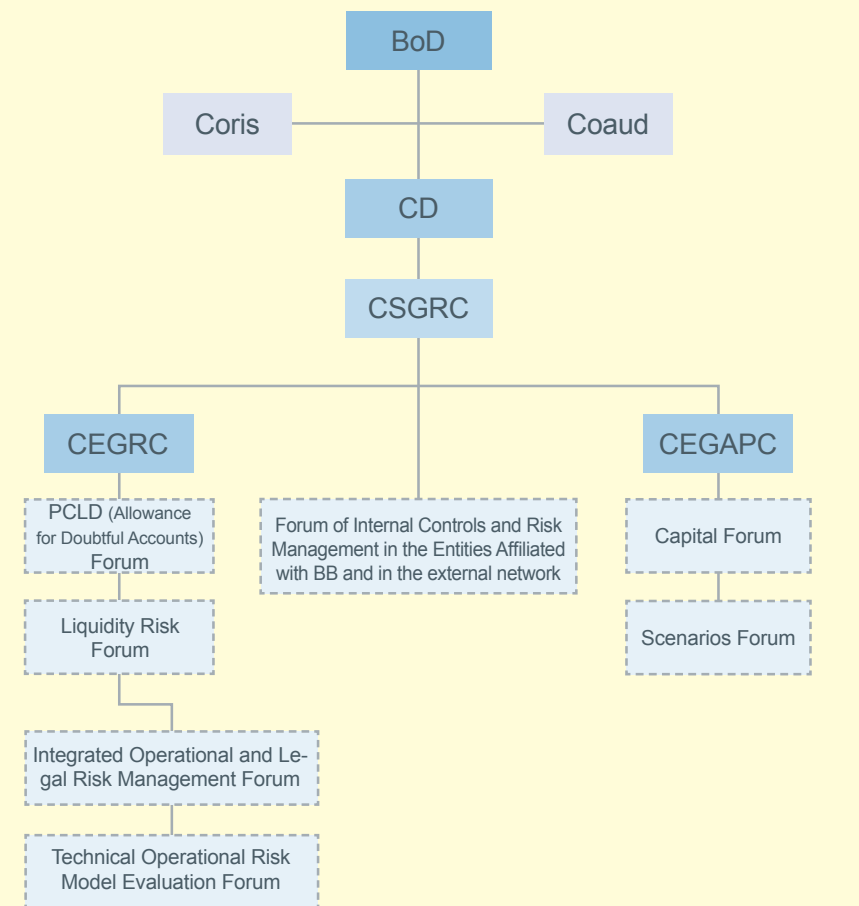 BoD
Coris
Coaud
CD
CSGRC
CEGRC
CEGAPC
PCLD (Allowance
for Doubtful Accounts)
Forum
Forum of Internal Controls and Risk
Management in the Entities Affiliated
with BB and in the external network
Capital Forum
Liquidity Risk
Forum
Scenarios Forum
Integrated Operational and Le-
gal Risk Management Forum
Technical Operational Risk
Model Evaluation Forum